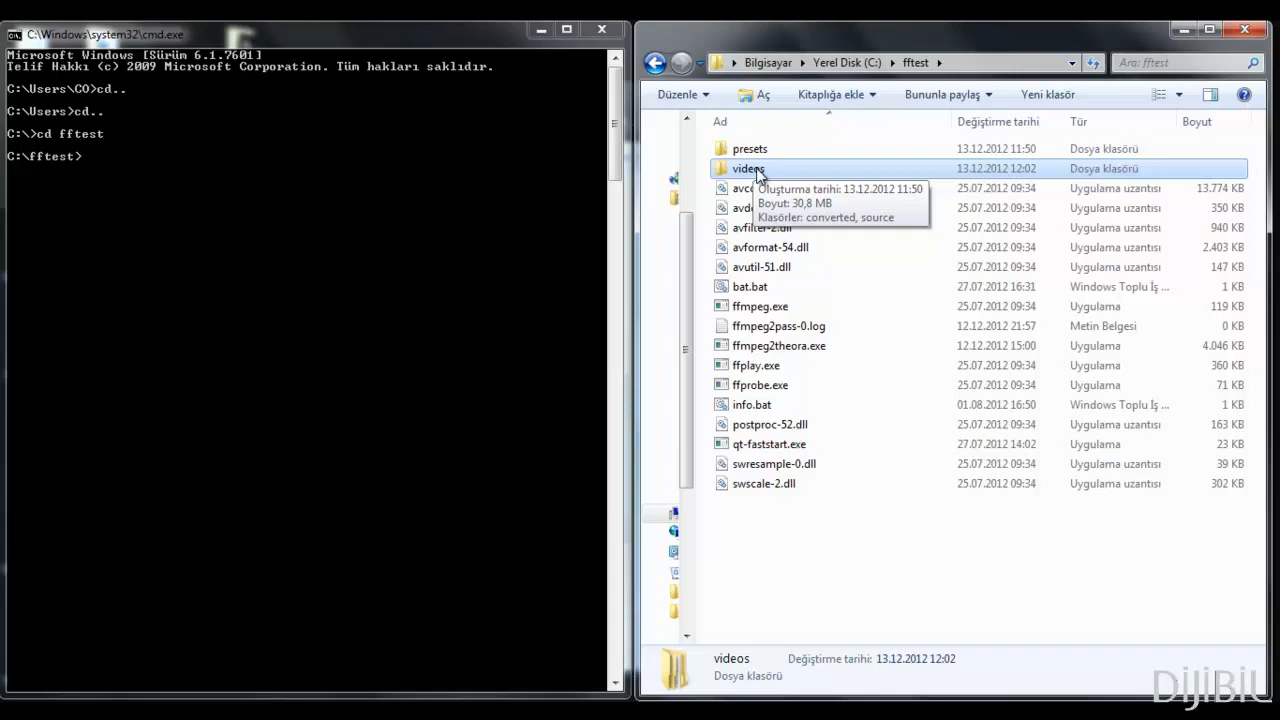 C:\Windows\system32\cmd.exe
Microsoft Windows [Sürüm 6.1.7601]
Telif Hakkı (c) 2009 Microsoft Corporation. Tüm hakları saklıdır.
C:\Users\CO>cd..
C:\Users>cd..
C:\>cd fftest
C:\fftest>
Bilgisayar Yerel Disk (C:) fftest
Ara: fftest
Düzenle Aç Kitaplığa ekle Bununla paylaş Yeni klasör
Ad Değiştirme tarihi Tür Boyut
presets 13.12.2012 11:50 Dosya klasörü
videos 13.12.2012 12:02 Dosya klasörü
Oluşturma tarihi: 13.12.2012 11:50
Boyut: 30,8 MB
Klasörler: converted, source
25.07.2012 09:34 Uygulama uzantısı 13.774 KB
25.07.2012 09:34 Uygulama uzantısı 350 KB
avfilter-2.dll 25.07.2012 09:34 Uygulama uzantısı 940 KB
avformat-54.dll 25.07.2012 09:34 Uygulama uzantısı 2.403 KB
avutil-51.dll 25.07.2012 09:34 Uygulama uzantısı 147 KB
bat.bat 27.07.2012 16:31 Windows Toplu İş ... 1 KB
ffmpeg.exe 25.07.2012 09:34 Uygulama 119 KB
ffmpeg2pass-0.log 12.12.2012 21:57 Metin Belgesi 0 KB
ffmpeg2theora.exe 12.12.2012 15:00 Uygulama 4.046 KB
ffplay.exe 25.07.2012 09:34 Uygulama 360 KB
ffprobe.exe 25.07.2012 09:34 Uygulama 71 KB
info.bat 01.08.2012 16:50 Windows Toplu İş ... 1 KB
postproc-52.dll 25.07.2012 09:34 Uygulama uzantısı 163 KB
qt-faststart.exe 27.07.2012 14:02 Uygulama 23 KB
swresample-0.dll 25.07.2012 09:34 Uygulama uzantısı 39 KB
swscale-2.dll 25.07.2012 09:34 Uygulama uzantısı 302 KB
videos Değiştirme tarihi: 13.12.2012 12:02
Dosya klasörü
DijiBiL